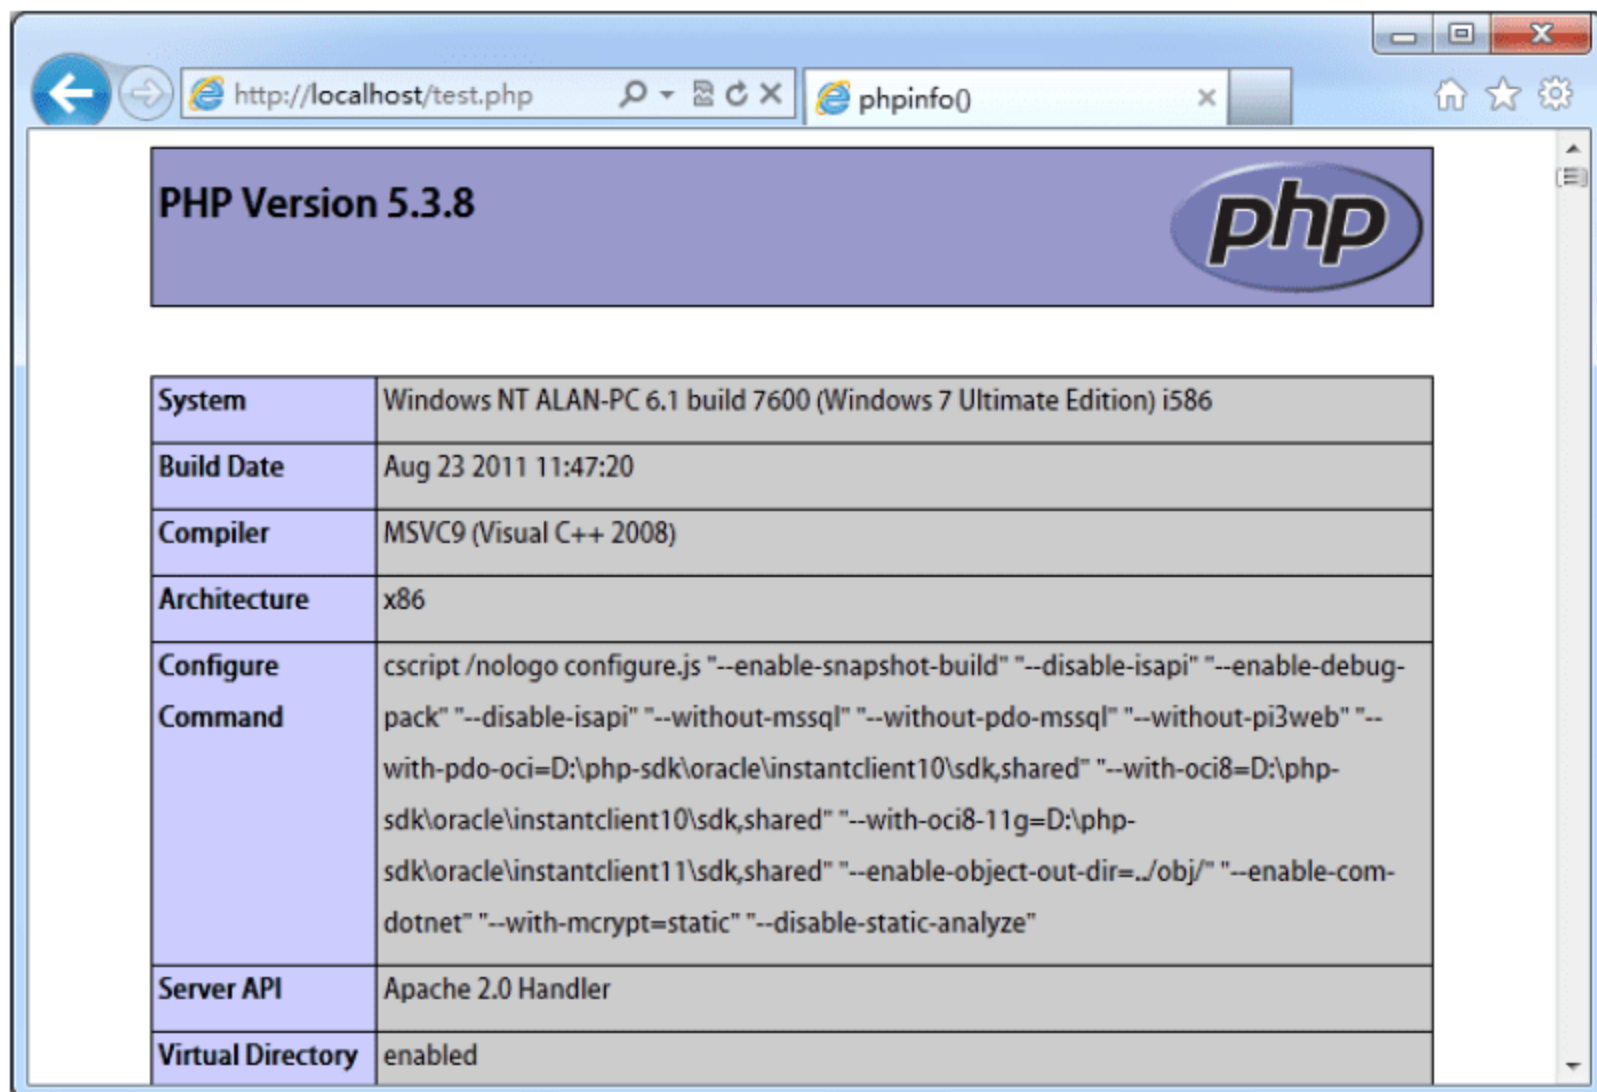 http://localhost/test.php
phpinfo()
PHP Version 5.3.8
php
System Windows NT ALAN-PC 6.1 build 7600 (Windows 7 Ultimate Edition) i586
Build Date Aug 23 2011 11:47:20
Compiler MSVC9 (Visual C++ 2008)
Architecture x86
Configure cscript /nologo configure.js "--enable-snapshot-build" "--disable-isapi" "--enable-debug-
Command pack" "--disable-isapi" "--without-mssql" "--without-pdo-mssql" "--without-pi3web" "--
with-pdo-oci=D:\php-sdk\oracle\instantclient10\sdk,shared" "--with-oci8=D:\php-
sdk\oracle\instantclient10\sdk,shared" "--with-oci8-11g=D:\php-
sdk\oracle\instantclient11\sdk,shared" "--enable-object-out-dir=../obj/" "--enable-com-
dotnet" "--with-mcrypt=static" "--disable-static-analyze"
Server API Apache 2.0 Handler
Virtual Directory enabled